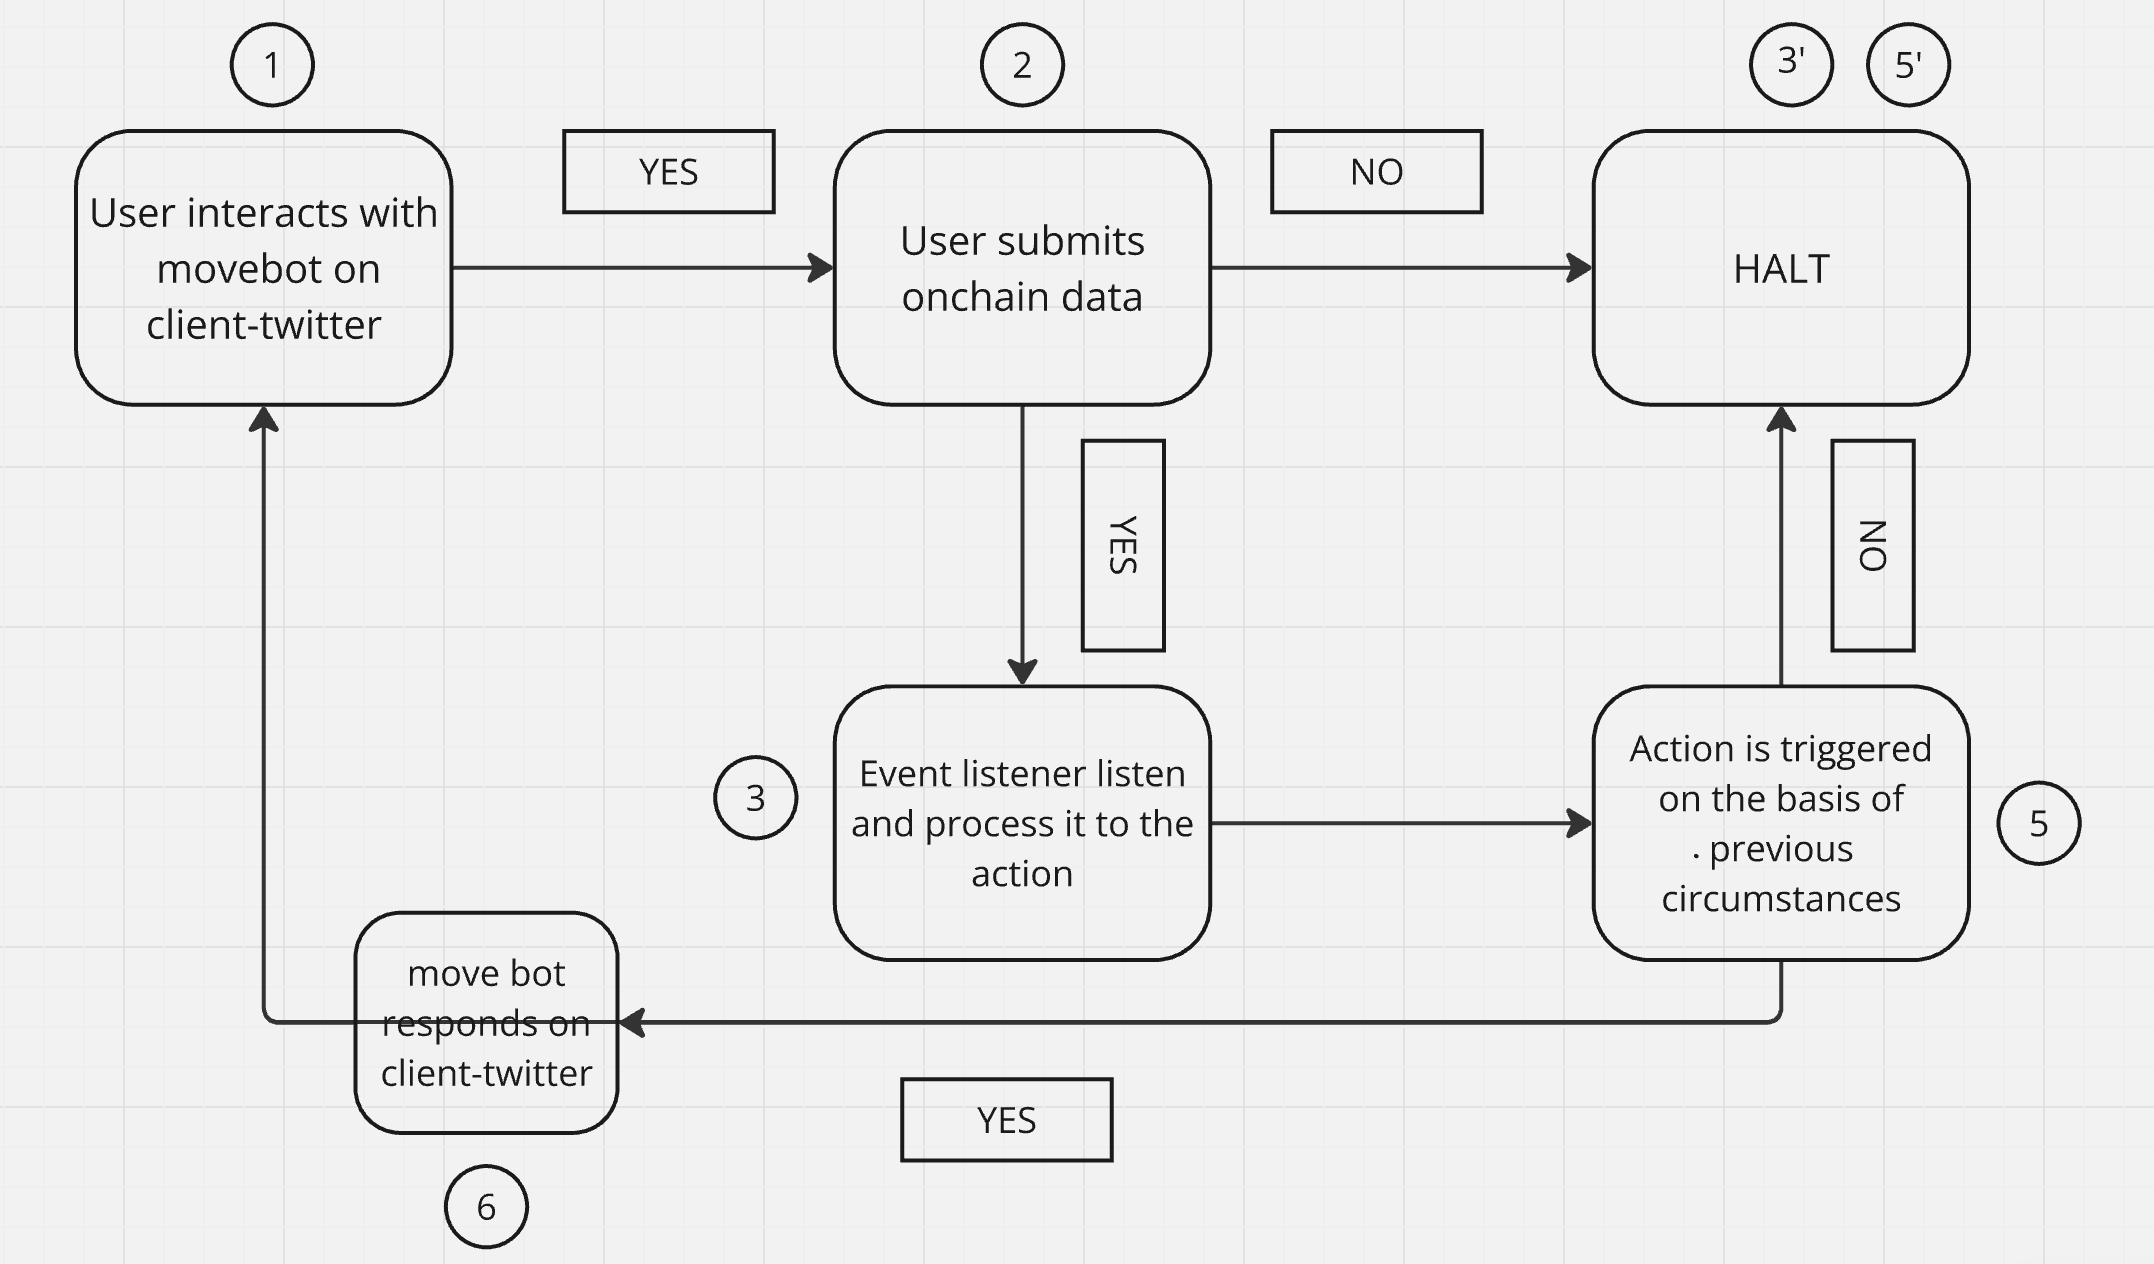 1
2
3'
5'
YES
NO
User interacts with
movebot on
client-twitter
User submits
onchain data
HALT
YES
NO
3
Event listener listen
and process it to the
action
Action is triggered
on the basis of
. previous
circumstances
5
move bot
responds on
client-twitter
YES
6